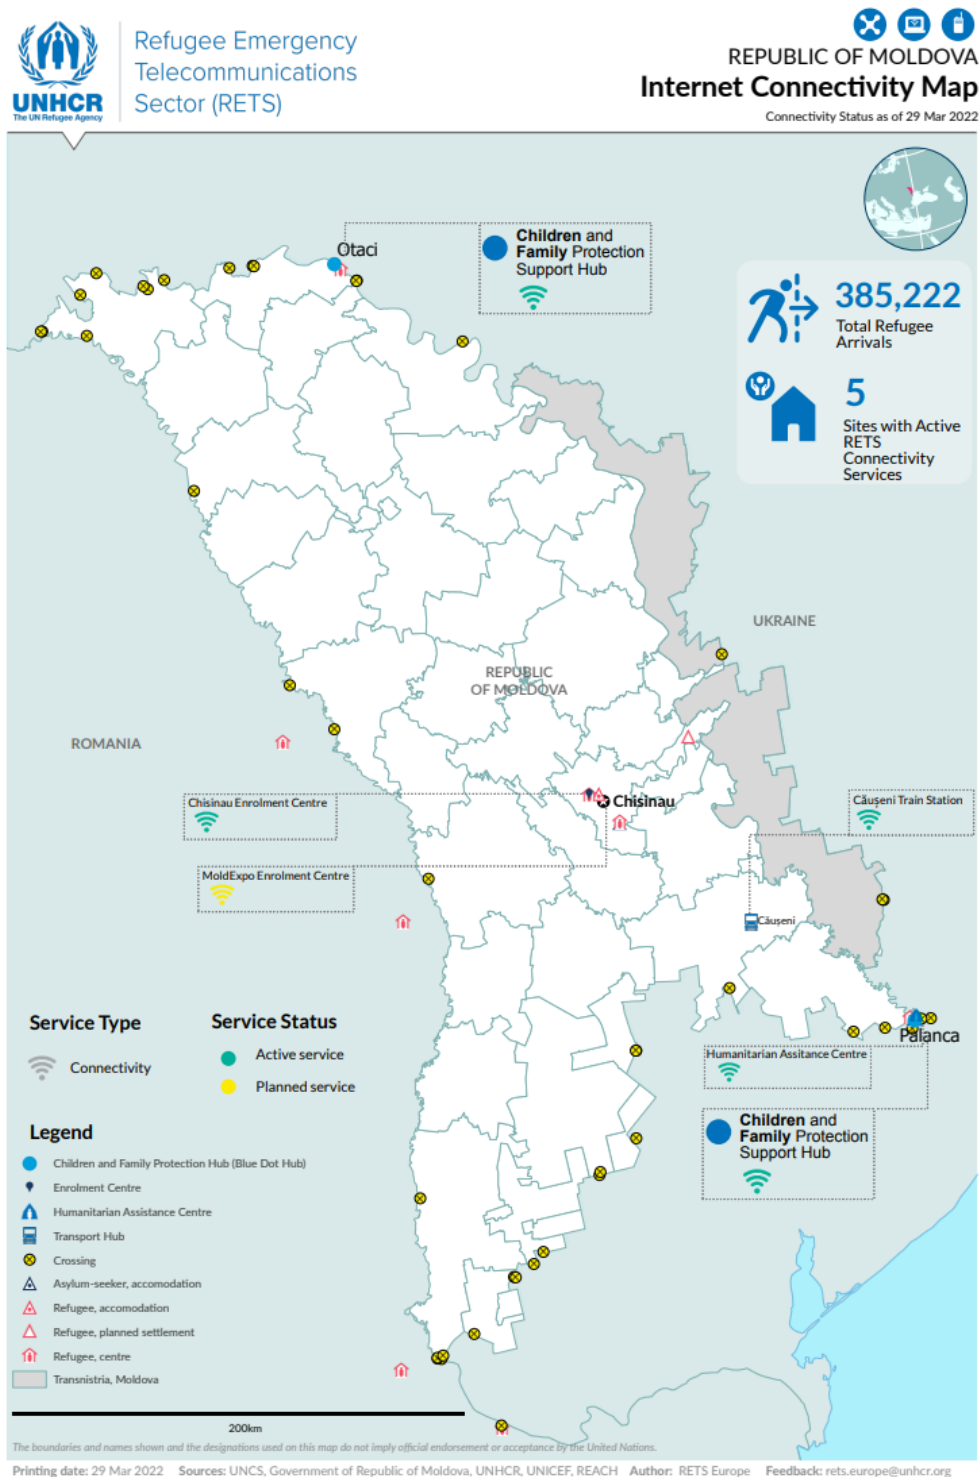 UNHCR
The UN Refugee Agency
Refugee Emergency
Telecommunications
Sector (RETS)
REPUBLIC OF MOLDOVA
Internet Connectivity Map
Connectivity Status as of 29 Mar 2022
Otaci
Children and
Family Protection
Support Hub
385,222
Total Refugee
Arrivals
5
Sites with Active
RETS
Connectivity
Services
UKRAINE
REPUBLIC
OF MOLDOVA
ROMANIA
Chisinau Enrolment Centre
Chisinau
Căușeni Train Station
MoldExpo Enrolment Centre
Căușeni
Palanca
Humanitarian Assitance Centre
Children and
Family Protection
Support Hub
Service Type
Connectivity
Service Status
Active service
Planned service
Legend
Children and Family Protection Hub (Blue Dot Hub)
Enrolment Centre
Humanitarian Assistance Centre
Transport Hub
Crossing
Asylum-seeker, accomodation
Refugee, accomodation
Refugee, planned settlement
Refugee, centre
Transnistria, Moldova
200km
The boundaries and names shown and the designations used on this map do not imply official endorsement or acceptance by the United Nations.
Printing date: 29 Mar 2022 Sources: UNCS, Government of Republic of Moldova, UNHCR, UNICEF, REACH Author: RETS Europe Feedback: rets.europe@unhcr.org